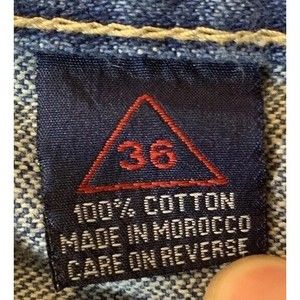 36
100% COTTON
MADE IN MOROCCO
CARE ON REVERSE